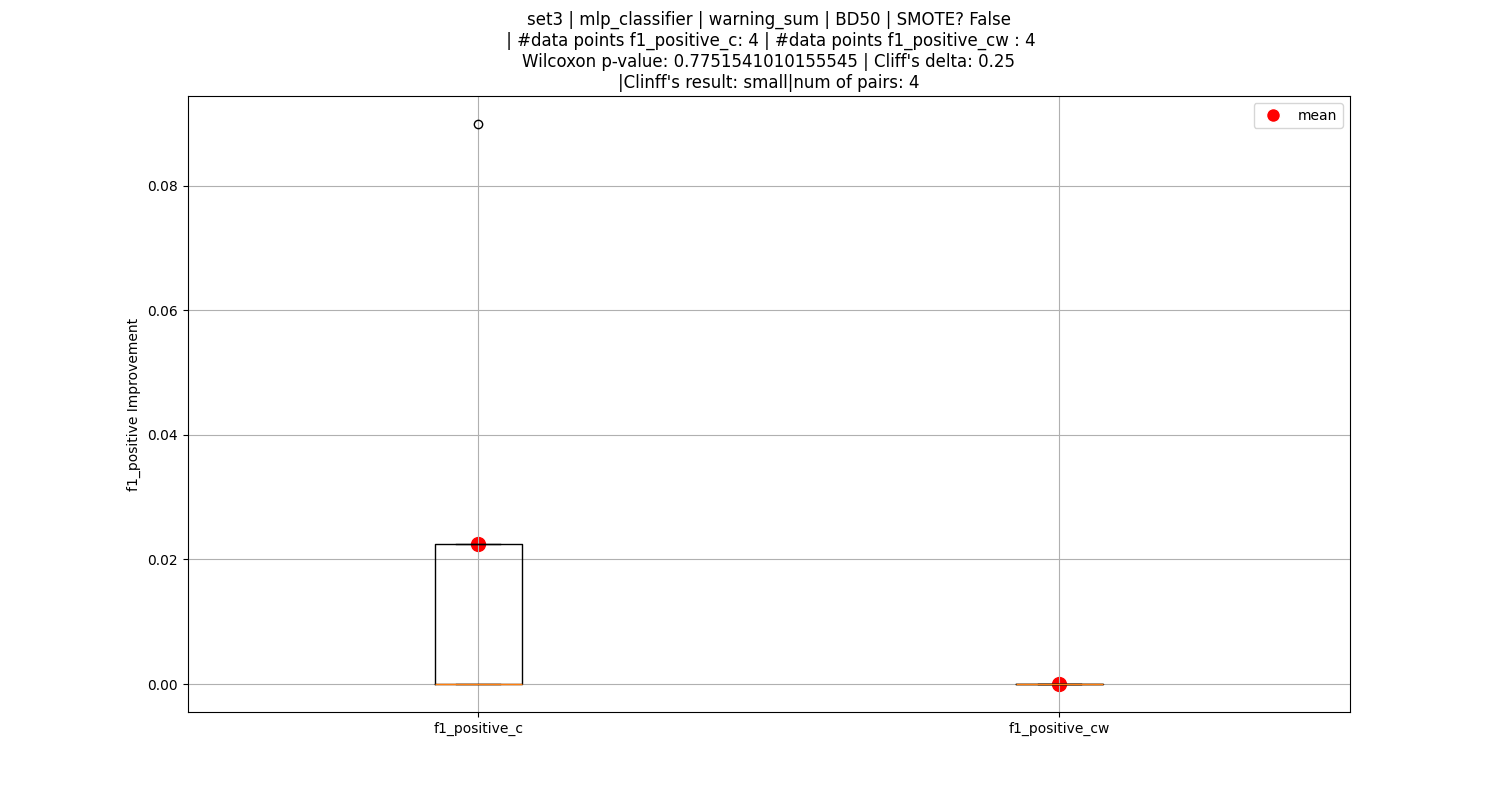 set3 | mlp_classifier | warning_sum | BD50 | SMOTE? False
| #data points f1_positive_c: 4 | #data points f1_positive_cw : 4
Wilcoxon p-value: 0.7751541010155545 | Cliff's delta: 0.25
|Clinff's result: small|num of pairs: 4
mean
0.08
0.06
0.04
0.02
0.00
f1_positive Improvement
f1_positive_c
f1_positive_cw